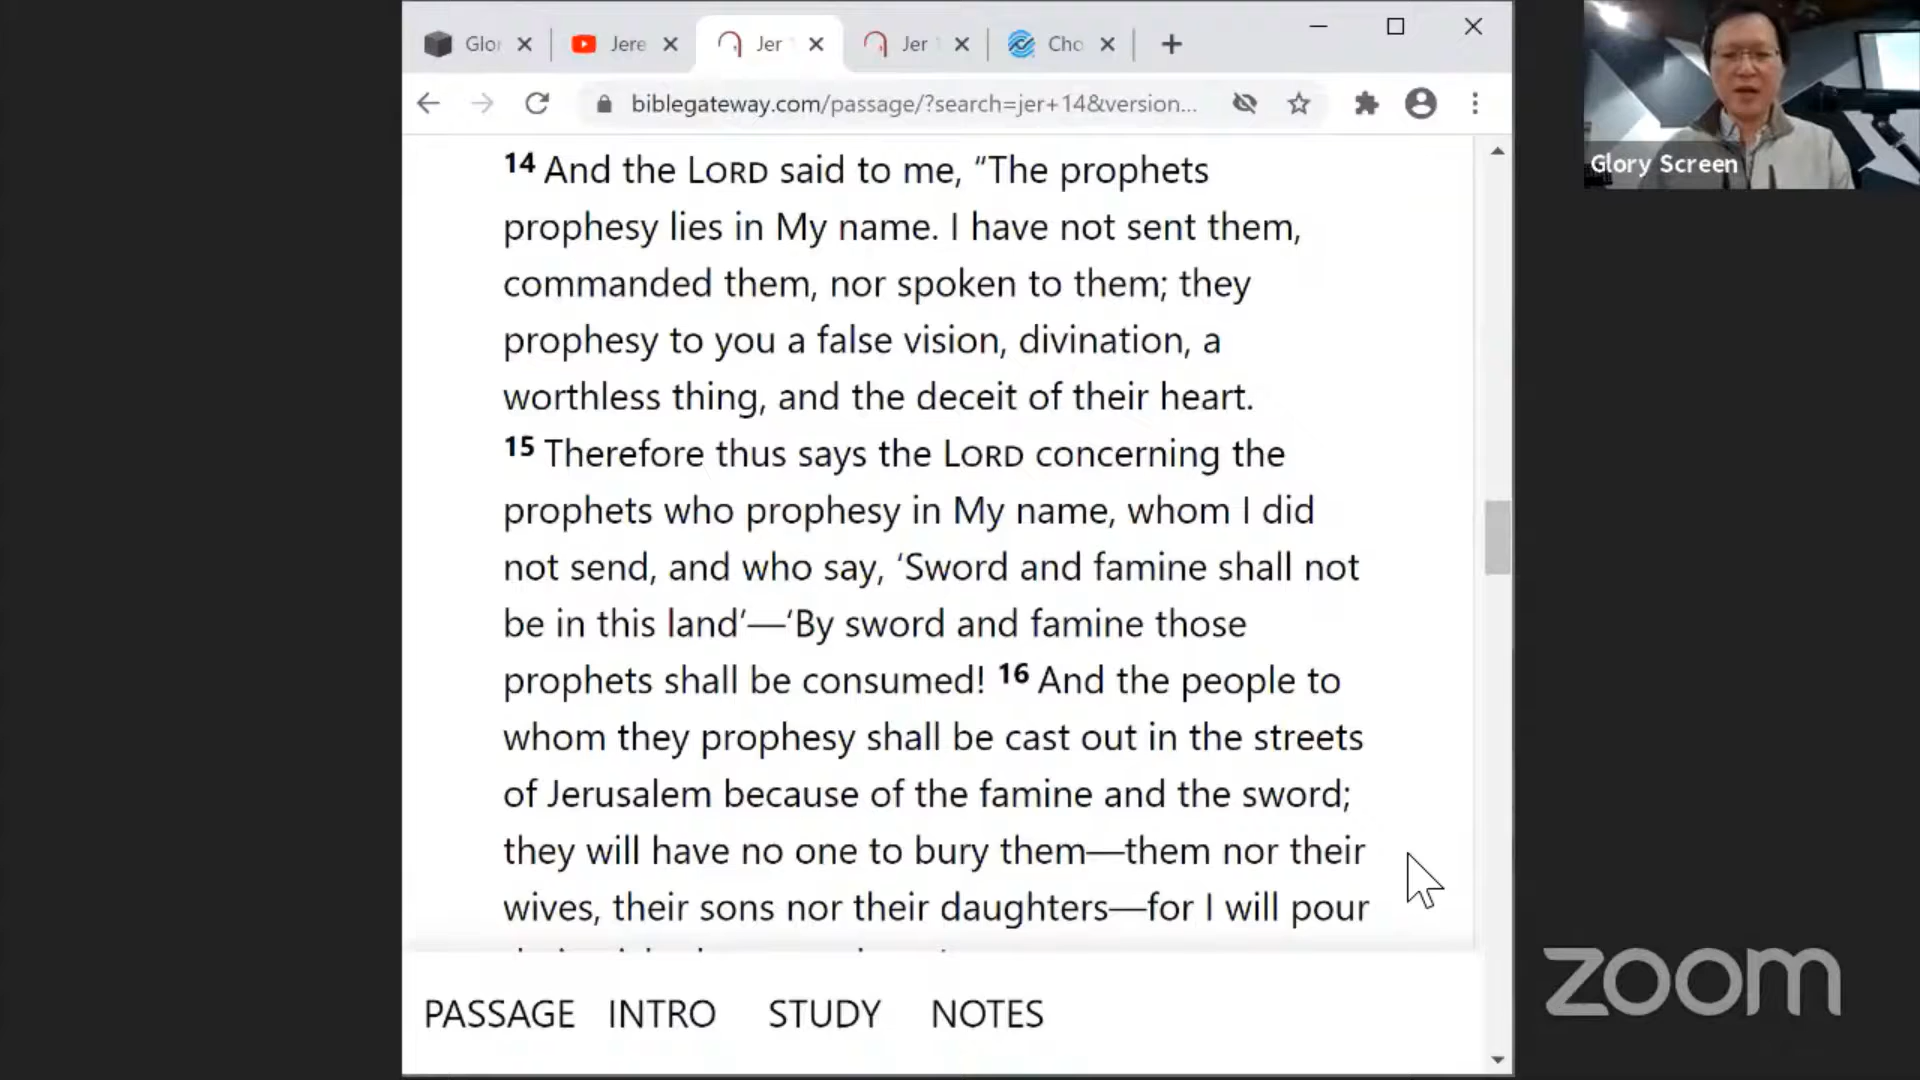 Glor
Jere
Jer
Jer
Cho
biblegateway.com/passage/?search=jer+14&version...
Glory Screen
14 And the LORD said to me, “The prophets
prophesy lies in My name. I have not sent them,
commanded them, nor spoken to them; they
prophesy to you a false vision, divination, a
worthless thing, and the deceit of their heart.
15 Therefore thus says the LORD concerning the
prophets who prophesy in My name, whom I did
not send, and who say, ‘Sword and famine shall not
be in this land’—‘By sword and famine those
prophets shall be consumed! 16 And the people to
whom they prophesy shall be cast out in the streets
of Jerusalem because of the famine and the sword;
they will have no one to bury them—them nor their
wives, their sons nor their daughters—for I will pour
PASSAGE INTRO STUDY NOTES
zoom